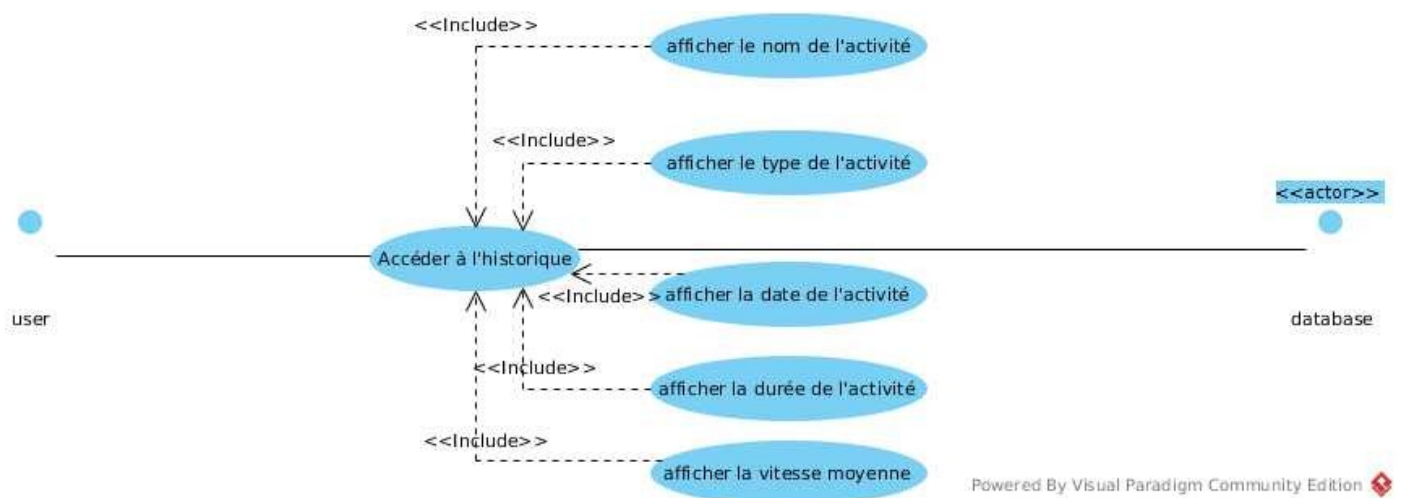 <<Include>>
afficher le nom de l'activité
<<Include>>
afficher le type de l'activité
<<actor>>
Accéder à l'historique
<<Include>>
afficher la date de l'activité
user
database
<<Include>>
afficher la durée de l'activité
<<Include>>
afficher la vitesse moyenne
Powered By Visual Paradigm Community Edition